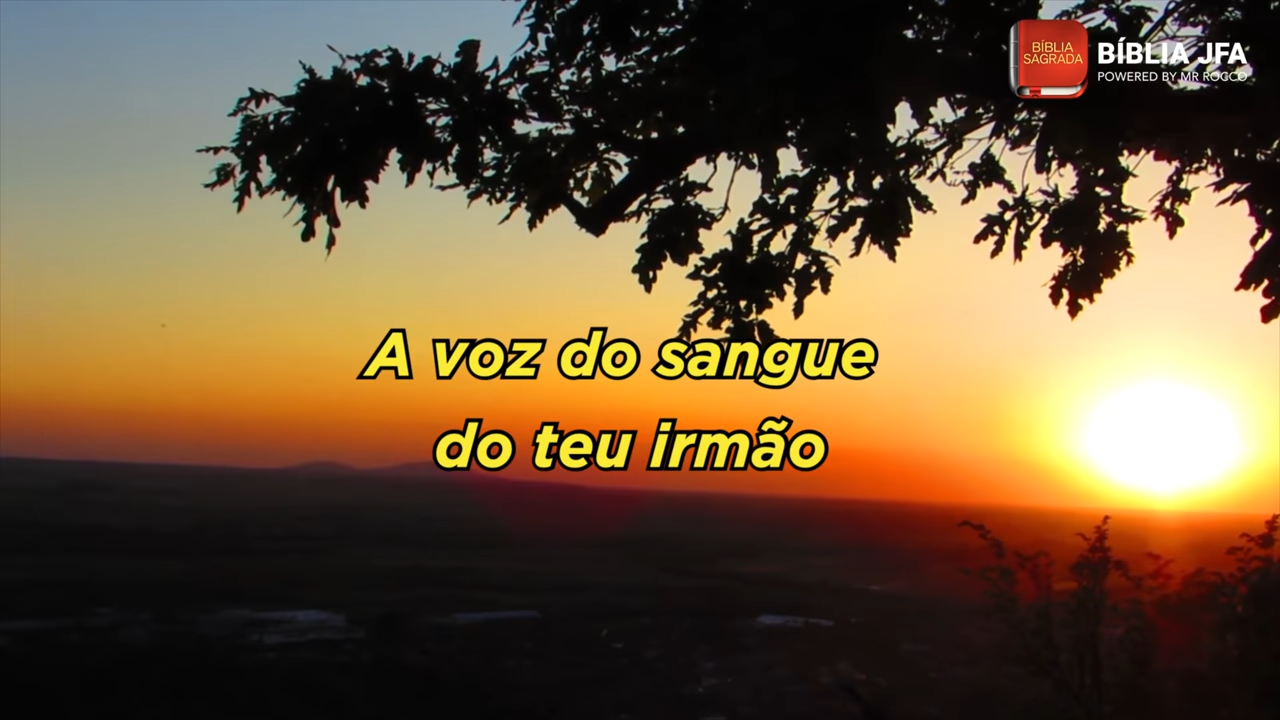 BÍBLIA
SAGRADA
BÍBLIA JFA
POWERED BY MR ROCCO
A voz do sangue
do teu irmão